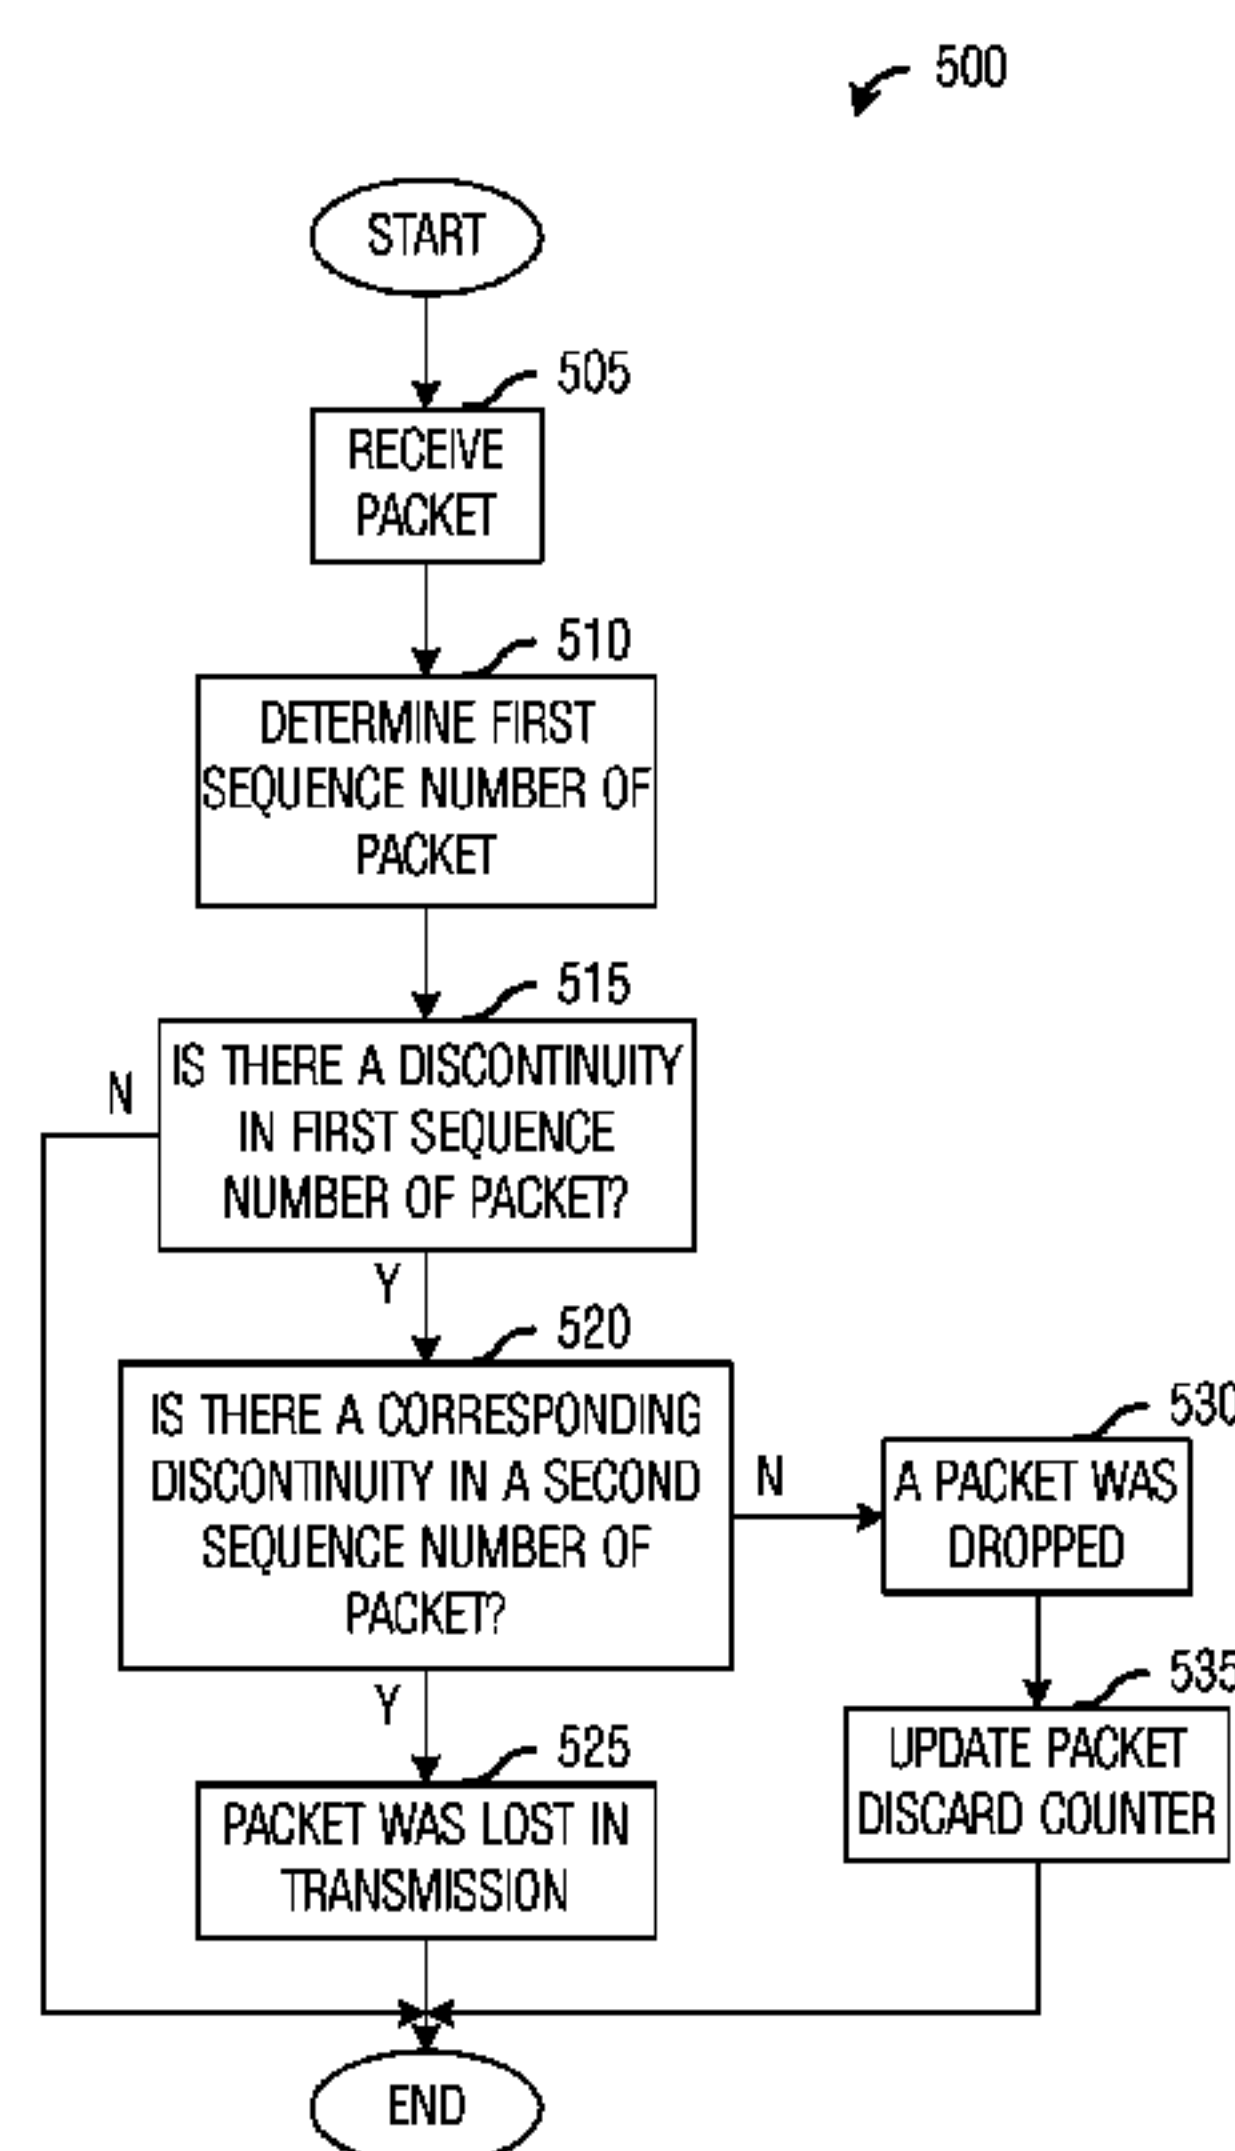 500
START
505
RECEIVE
PACKET
510
DETERMINE FIRST
SEQUENCE NUMBER OF
PACKET
515
IS THERE A DISCONTINUITY
IN FIRST SEQUENCE
NUMBER OF PACKET?
N
Y
520
IS THERE A CORRESPONDING
DISCONTINUITY IN A SECOND
SEQUENCE NUMBER OF
PACKET?
N
530
A PACKET WAS
DROPPED
Y
525
PACKET WAS LOST IN
TRANSMISSION
535
UPDATE PACKET
DISCARD COUNTER
END